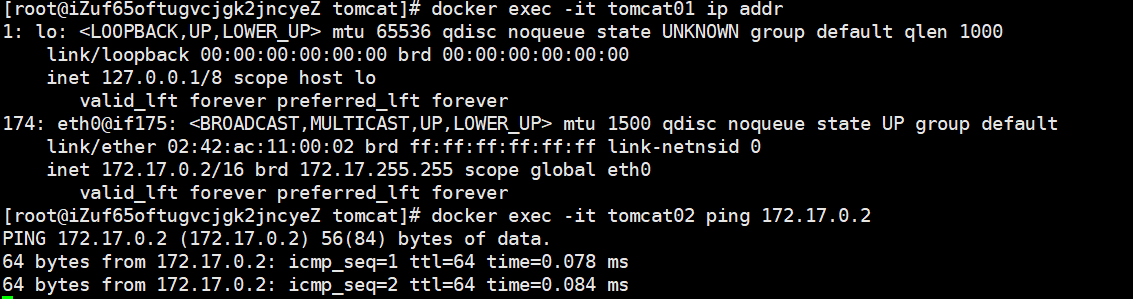 [root@iZuf65oftugvcjgk2jncyeZ tomcat]# docker exec -it tomcat01 ip addr
1: lo: <LOOPBACK,UP,LOWER_UP> mtu 65536 qdisc noqueue state UNKNOWN group default qlen 1000
    link/loopback 00:00:00:00:00:00 brd 00:00:00:00:00:00
    inet 127.0.0.1/8 scope host lo
       valid_lft forever preferred_lft forever
174: eth0@if175: <BROADCAST,MULTICAST,UP,LOWER_UP> mtu 1500 qdisc noqueue state UP group default
    link/ether 02:42:ac:11:00:02 brd ff:ff:ff:ff:ff:ff link-netnsid 0
    inet 172.17.0.2/16 brd 172.17.255.255 scope global eth0
       valid_lft forever preferred_lft forever
[root@iZuf65oftugvcjgk2jncyeZ tomcat]# docker exec -it tomcat02 ping 172.17.0.2
PING 172.17.0.2 (172.17.0.2) 56(84) bytes of data.
64 bytes from 172.17.0.2: icmp_seq=1 ttl=64 time=0.078 ms
64 bytes from 172.17.0.2: icmp_seq=2 ttl=64 time=0.084 ms